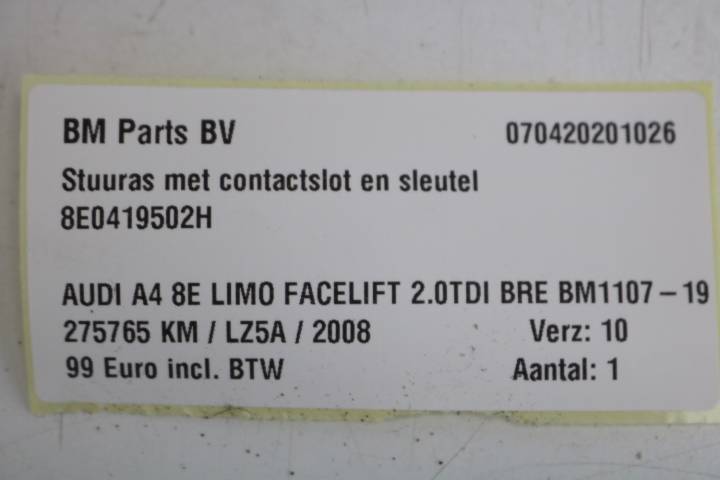 BM Parts BV 070420201026
Stuuras met contactslot en sleutel
8E0419502H
AUDI A4 8E LIMO FACELIFT 2.0TDI BRE BM1107-19
275765 KM / LZ5A / 2008 Verz: 10
99 Euro incl. BTW Aantal: 1